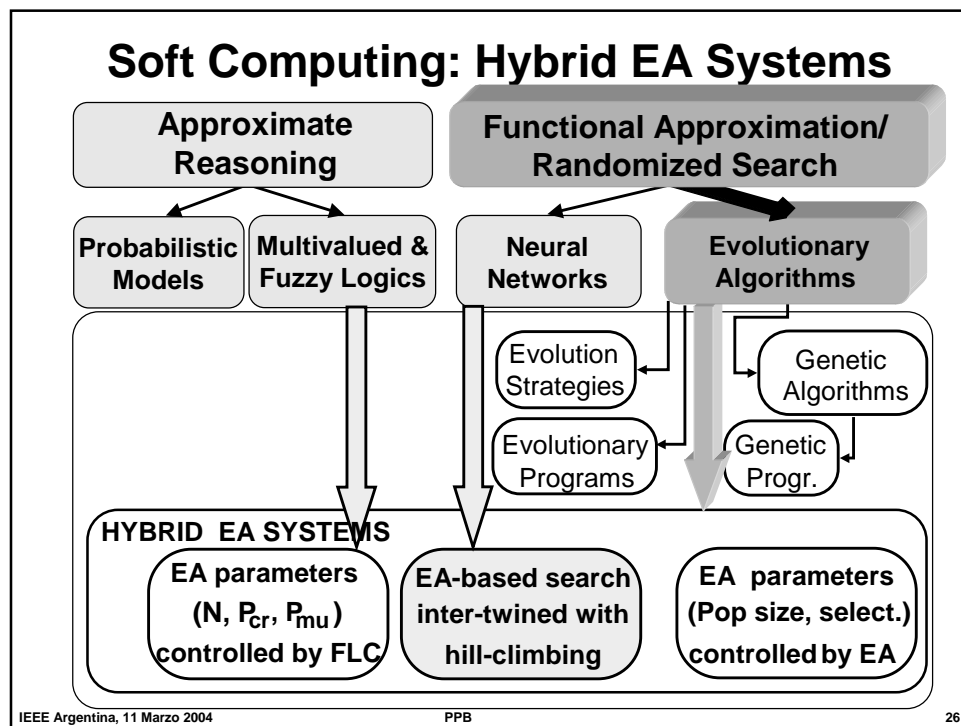 Soft Computing: Hybrid EA Systems
Approximate
Reasoning
Functional Approximation/
Randomized Search
Probabilistic
Models
Multivalued &
Fuzzy Logics
Neural
Networks
Evolutionary
Algorithms
Evolution
Strategies
Genetic
Algorithms
Evolutionary
Programs
Genetic
Progr.
HYBRID EA SYSTEMS
EA parameters
(N, Pcr, Pmu)
controlled by FLC
EA-based search
inter-twined with
hill-climbing
EA parameters
(Pop size, select.)
controlled by EA
IEEE Argentina, 11 Marzo 2004 PPB 26